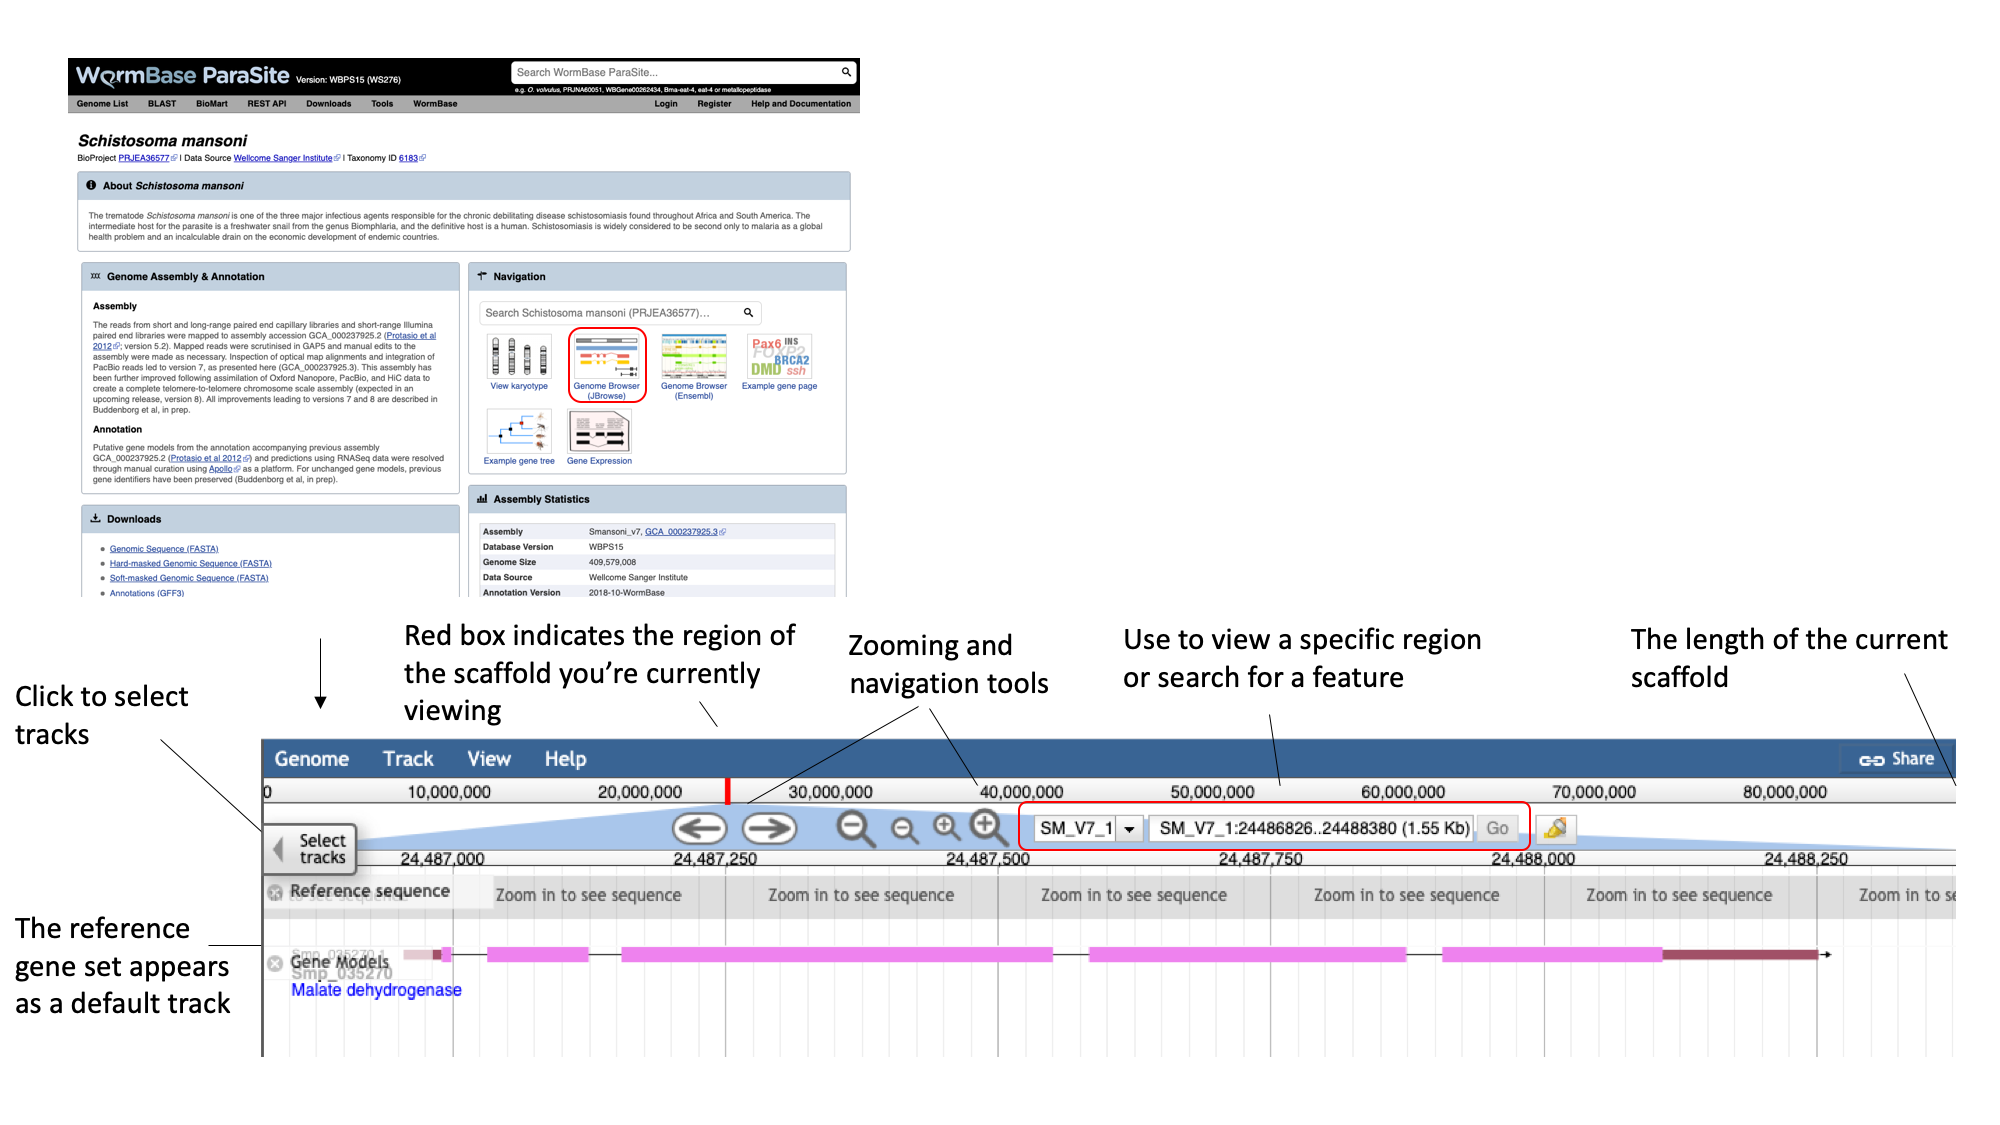 WormBase ParaSite Version: WBPS15 (WS276)
Search WormBase ParaSite...
e.g. O. volvulus, PRJNA60051, WBGene00262434, Bma-eat-4, eat-4 or metallopeptidase
Genome List BLAST BioMart REST API Downloads Tools WormBase Login Register Help and Documentation
Schistosoma mansoni
BioProject PRJEA36577 | Data Source Wellcome Sanger Institute | Taxonomy ID 6183
About Schistosoma mansoni
The trematode Schistosoma mansoni is one of the three major infectious agents responsible for the chronic debilitating disease schistosomiasis found throughout Africa and South America. The
intermediate host for the parasite is a freshwater snail from the genus Biomphlaria, and the definitive host is a human. Schistosomiasis is widely considered to be second only to malaria as a global
health problem and an incalculable drain on the economic development of endemic countries.
Genome Assembly & Annotation
Assembly
The reads from short and long-range paired end capillary libraries and short-range Illumina
paired end libraries were mapped to assembly accession GCA_000237925.2 (Protasio et al
2012; version 5.2). Mapped reads were scrutinised in GAP5 and manual edits to the
assembly were made as necessary. Inspection of optical map alignments and integration of
PacBio reads led to version 7, as presented here (GCA_000237925.3). This assembly has
been further improved following assimilation of Oxford Nanopore, PacBio, and HiC data to
create a complete telomere-to-telomere chromosome scale assembly (expected in an
upcoming release, version 8). All improvements leading to versions 7 and 8 are described in
Buddenborg et al, in prep.
Annotation
Putative gene models from the annotation accompanying previous assembly
GCA_000237925.2 (Protasio et al 2012) and predictions using RNASeq data were resolved
through manual curation using Apollo as a platform. For unchanged gene models, previous
gene identifiers have been preserved (Buddenborg et al, in prep).
Downloads
Genomic Sequence (FASTA)
Hard-masked Genomic Sequence (FASTA)
Soft-masked Genomic Sequence (FASTA)
Annotations (GFF3)
Navigation
Search Schistosoma mansoni (PRJEA36577)...
Pax6 INS
FOXP2
BRCA2
DMD ssh
View karyotype
Genome Browser
(JBrowse)
Genome Browser
(Ensembl)
Example gene page
Example gene tree
Gene Expression
Assembly Statistics
Assembly Smansoni_v7, GCA_000237925.3
Database Version WBPS15
Genome Size 409,579,008
Data Source Wellcome Sanger Institute
Annotation Version 2018-10-WormBase
Click to select
tracks
Red box indicates the region of
the scaffold you're currently
viewing
Zooming and
navigation tools
Use to view a specific region
or search for a feature
The length of the current
scaffold
Genome Track View Help Share
0 10,000,000 20,000,000 30,000,000 40,000,000 50,000,000 60,000,000 70,000,000 80,000,000
Select
tracks
SM_V7_1 SM_V7_1:24486826..24488380 (1.55 Kb) Go
24,487,000 24,487,250 24,487,500 24,487,750 24,488,000 24,488,250
Reference sequence Zoom in to see sequence Zoom in to see sequence Zoom in to see sequence Zoom in to see sequence Zoom in to see sequence Zoom in to se
The reference
gene set appears
as a default track
Smp_035270.1
Gene Models
Smp_035270
Malate dehydrogenase